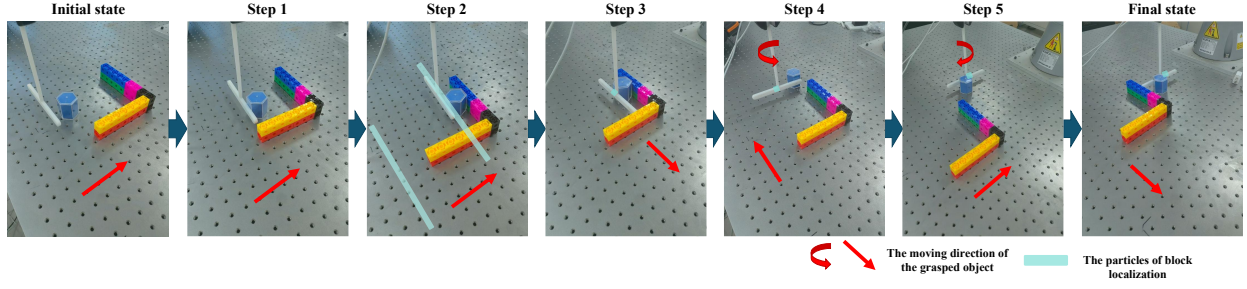 Initial state
Step 1
Step 2
Step 3
Step 4
Step 5
Final state
The moving direction of
the grasped object
The particles of block
localization